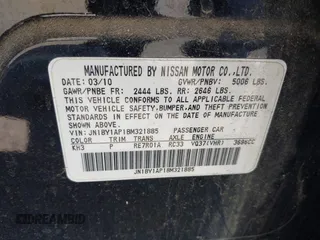 MANUFACTURED BY NISSAN MOTOR CO.,LTD.
DATE: 03/10 GVWR/PNBV: 5006 LBS.
GAWR/PNBE FR: 2444 LBS. RR: 2646 LBS.
THIS VEHICLE CONFORMS TO ALL APPLICABLE FEDERAL
MOTOR VEHICLE SAFETY,BUMPER,AND THEFT PREVENTION
STANDARDS IN EFFECT ON THE DATE OF
MANUFACTURE SHOWN ABOVE.
VIN: JN1BV1AP1BM321885 PASSENGER CAR
COLOR TRIM TRANS AXLE ENGINE
KH3 P RE7R01A RC33 VQ37(VHR) 3696CC
JN1BV1AP1BM321885